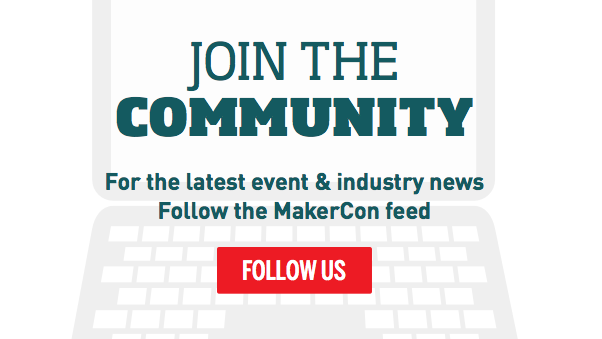 JOIN THE
COMMUNITY
For the latest event & industry news
Follow the MakerCon feed
FOLLOW US